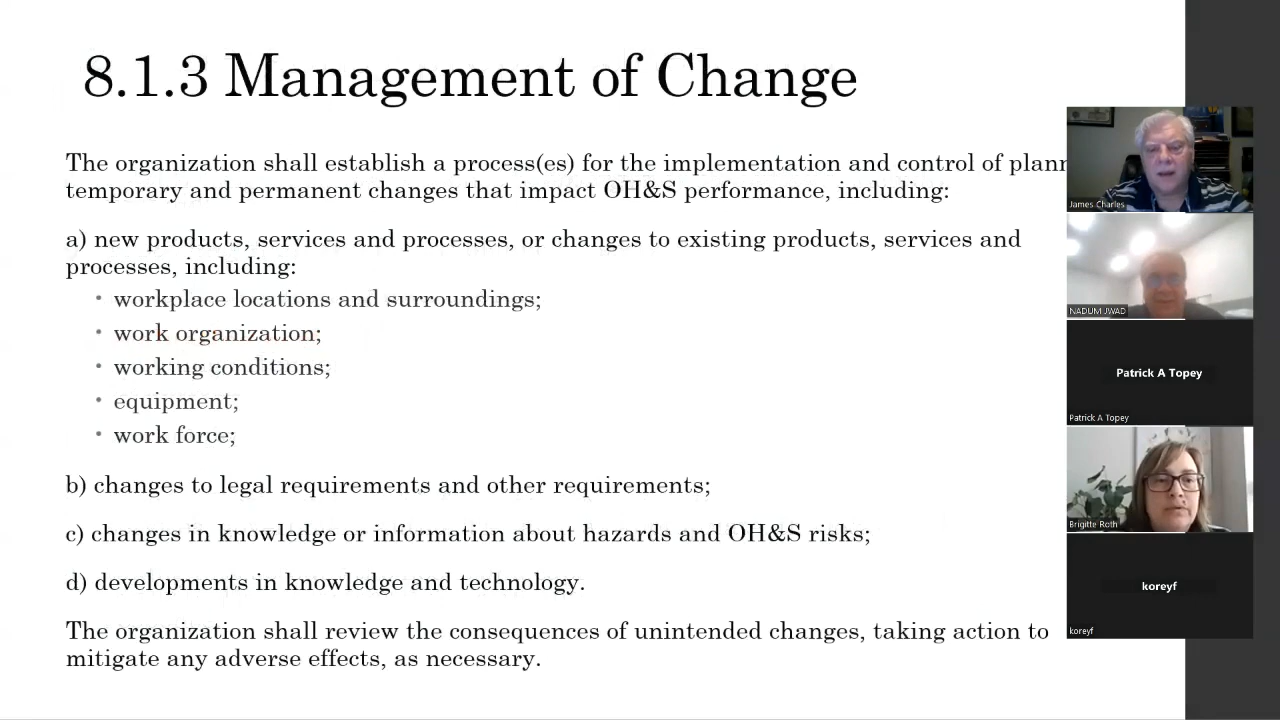 8.1.3 Management of Change
The organization shall establish a process(es) for the implementation and control of
temporary and permanent changes that impact OH&S performance, including:
a) new products, services and processes, or changes to existing products, services and
processes, including:
• workplace locations and surroundings;
• work organization;
• working conditions;
• equipment;
• work force;
b) changes to legal requirements and other requirements;
c) changes in knowledge or information about hazards and OH&S risks;
d) developments in knowledge and technology.
The organization shall review the consequences of unintended changes, taking action to
mitigate any adverse effects, as necessary.
James Charles
NADUM JWAD
Patrick A Topey
Patrick A Topey
Brigitte Roth
koreyf
koreyf